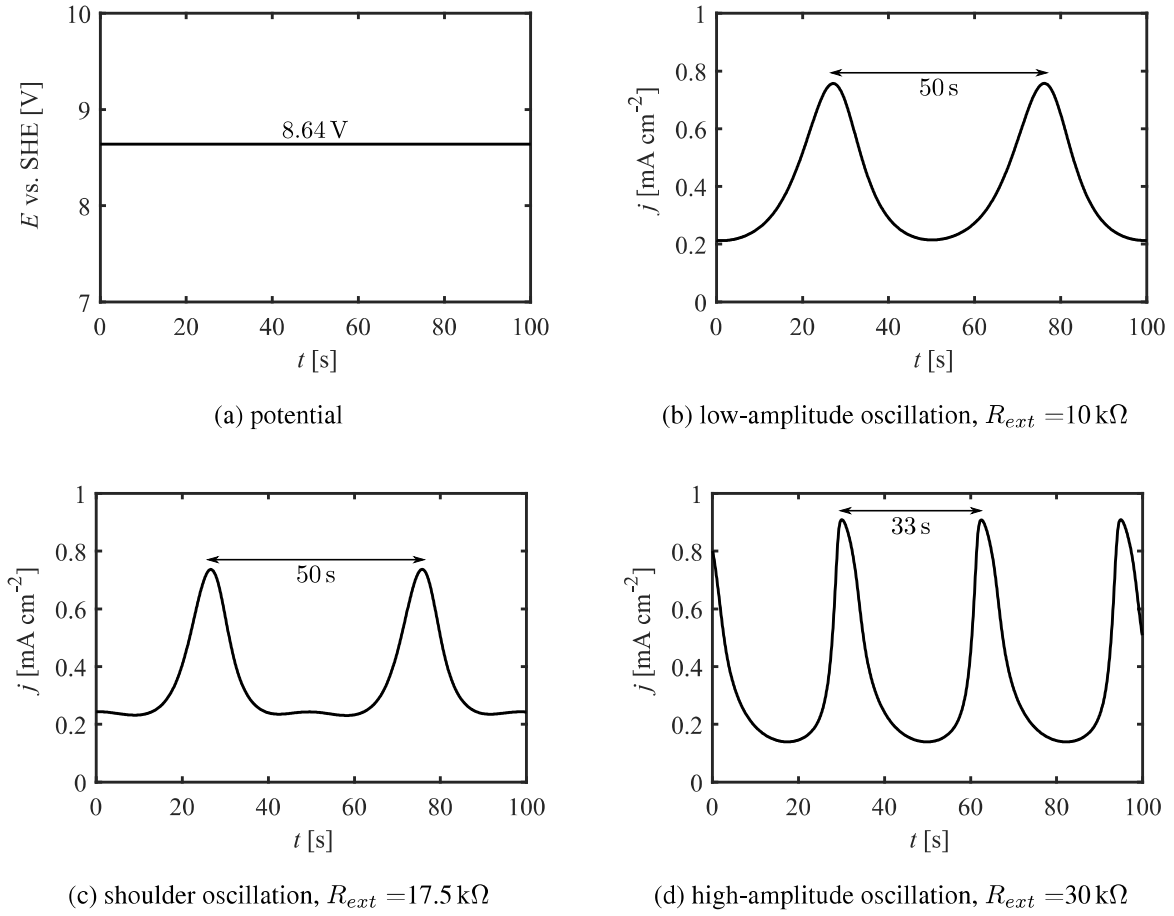 10
9
8
7
E vs. SHE [V]
8.64 V
0 20 40 60 80 100
t [s]
(a) potential
1
0.8
0.6
0.4
0.2
0
j [mA cm⁻²]
50 s
0 20 40 60 80 100
t [s]
(b) low-amplitude oscillation, R_ext =10 kΩ
1
0.8
0.6
0.4
0.2
0
j [mA cm⁻²]
50 s
0 20 40 60 80 100
t [s]
(c) shoulder oscillation, R_ext =17.5 kΩ
1
0.8
0.6
0.4
0.2
0
j [mA cm⁻²]
33 s
0 20 40 60 80 100
t [s]
(d) high-amplitude oscillation, R_ext =30 kΩ